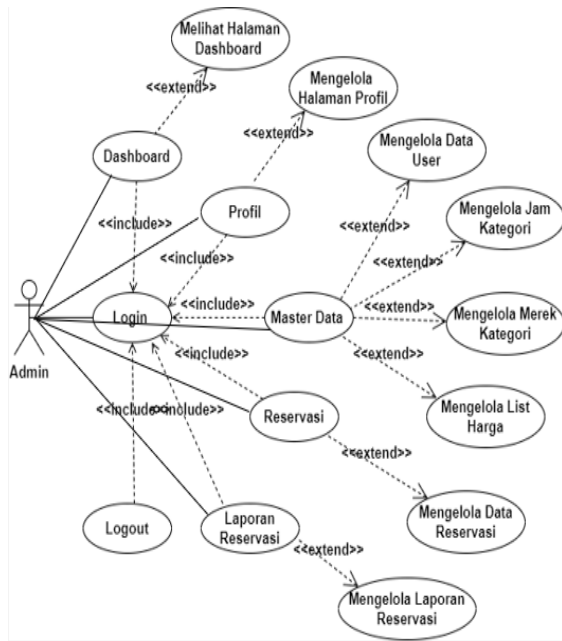 Melihat Halaman
Dashboard
<<extend>>
Mengelola
Halaman Profil
<<extend>>
Dashboard
Mengelola Data
User
Profil
<<include>>
<<extend>>
Mengelola Jam
Kategori
<<include>>
<<extend>>
<<include>>
<<extend>>
Login
Master Data
Mengelola Merek
Kategori
Admin
<<include>>
<<extend>>
<<include>>
<<include>>
Reservasi
Mengelola List
Harga
<<extend>>
Logout
Laporan
Reservasi
Mengelola Data
Reservasi
<<extend>>
Mengelola Laporan
Reservasi